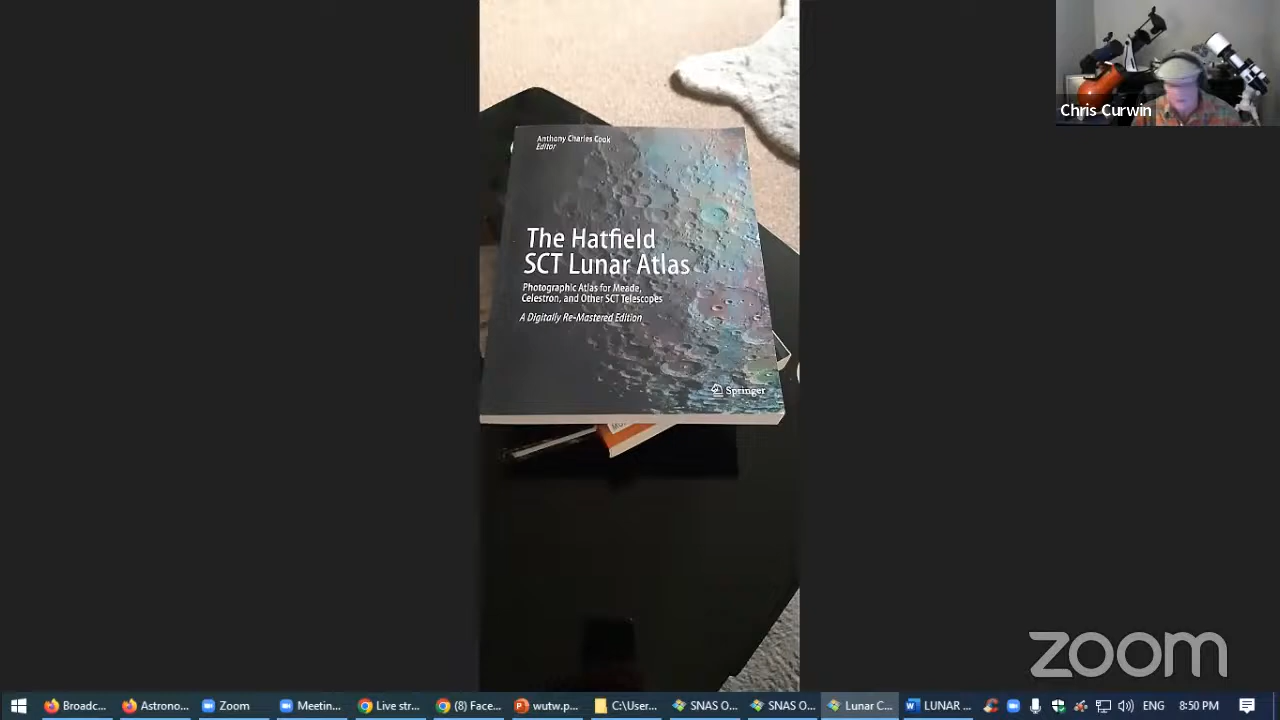 Chris Curwin
Anthony Charles Cook
Editor
The Hatfield
SCT Lunar Atlas
Photographic Atlas for Meade,
Celestron, and Other SCT Telescopes
A Digitally Re-Mastered Edition
Springer
zoom
Broadc...
Astrono...
Zoom
Meetin...
Live str...
(8) Face...
wutw.p...
C:\User...
SNAS O...
SNAS O...
Lunar C...
LUNAR ...
ENG
8:50 PM